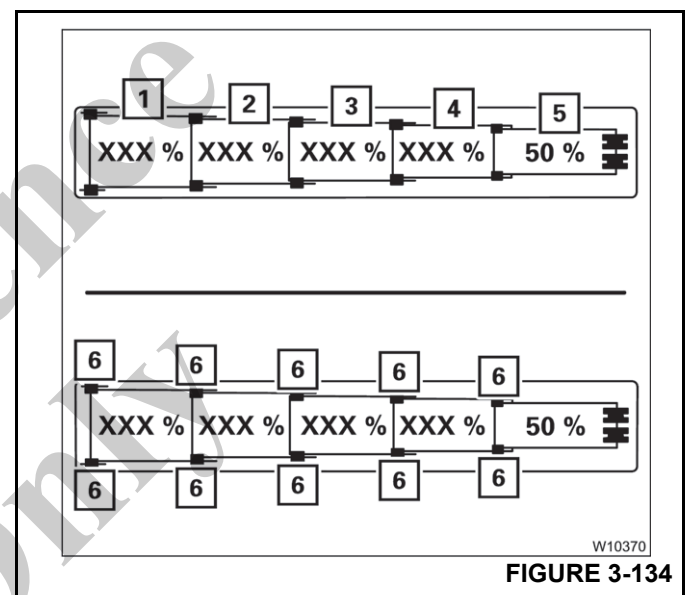 1 2 3 4 5
XXX % XXX % XXX % XXX % 50 %
6 6 6 6 6
XXX % XXX % XXX % XXX % 50 %
6 6 6 6 6
W10370
FIGURE 3-134